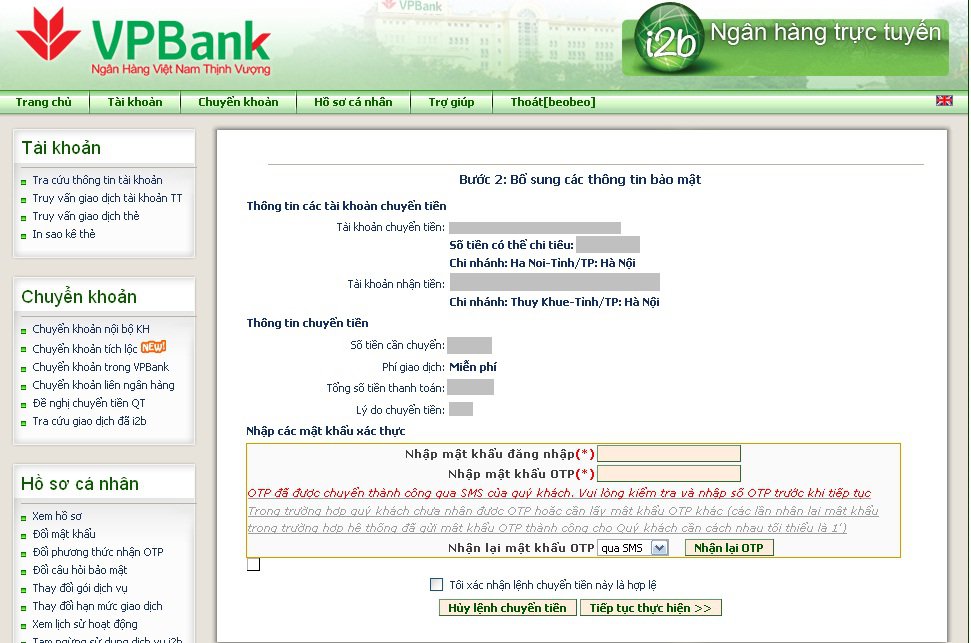 VPBank
VPBank
Ngân Hàng Việt Nam Thịnh Vượng
i2b Ngân hàng trực tuyến
Trang chủ Tài khoản Chuyển khoản Hồ sơ cá nhân Trợ giúp Thoát[beobeo]
Tài khoản
Tra cứu thông tin tài khoản
Truy vấn giao dịch tài khoản TT
Truy vấn giao dịch thẻ
In sao kê thẻ
Chuyển khoản
Chuyển khoản nội bộ KH
Chuyển khoản tích lộc NEW!
Chuyển khoản trong VPBank
Chuyển khoản liên ngân hàng
Đề nghị chuyển tiền QT
Tra cứu giao dịch đã i2b
Hồ sơ cá nhân
Xem hồ sơ
Đổi mật khẩu
Đổi phương thức nhận OTP
Đổi câu hỏi bảo mật
Thay đổi gói dịch vụ
Thay đổi hạn mức giao dịch
Xem lịch sử hoạt động
Tạm ngừng sử dụng dịch vụ i2b
Bước 2: Bổ sung các thông tin bảo mật
Thông tin các tài khoản chuyển tiền
Tài khoản chuyển tiền:
Số tiền có thể chi tiêu:
Chi nhánh: Ha Noi-Tỉnh/TP: Hà Nội
Tài khoản nhận tiền:
Chi nhánh: Thuy Khue-Tỉnh/TP: Hà Nội
Thông tin chuyển tiền
Số tiền cần chuyển:
Phí giao dịch: Miễn phí
Tổng số tiền thanh toán:
Lý do chuyển tiền:
Nhập các mật khẩu xác thực
Nhập mật khẩu đăng nhập(*)
Nhập mật khẩu OTP(*)
OTP đã được chuyển thành công qua SMS của quý khách. Vui lòng kiểm tra và nhập số OTP trước khi tiếp tục
Trong trường hợp quý khách chưa nhận được OTP hoặc cần lấy mật khẩu OTP khác (các lần nhận lại mật khẩu
trong trường hợp hệ thống đã gửi mật khẩu OTP thành công cho Quý khách cần cách nhau tối thiểu là 1')
Nhận lại mật khẩu OTP qua SMS Nhận lại OTP
Tôi xác nhận lệnh chuyển tiền này là hợp lệ
Hủy lệnh chuyển tiền Tiếp tục thực hiện >>